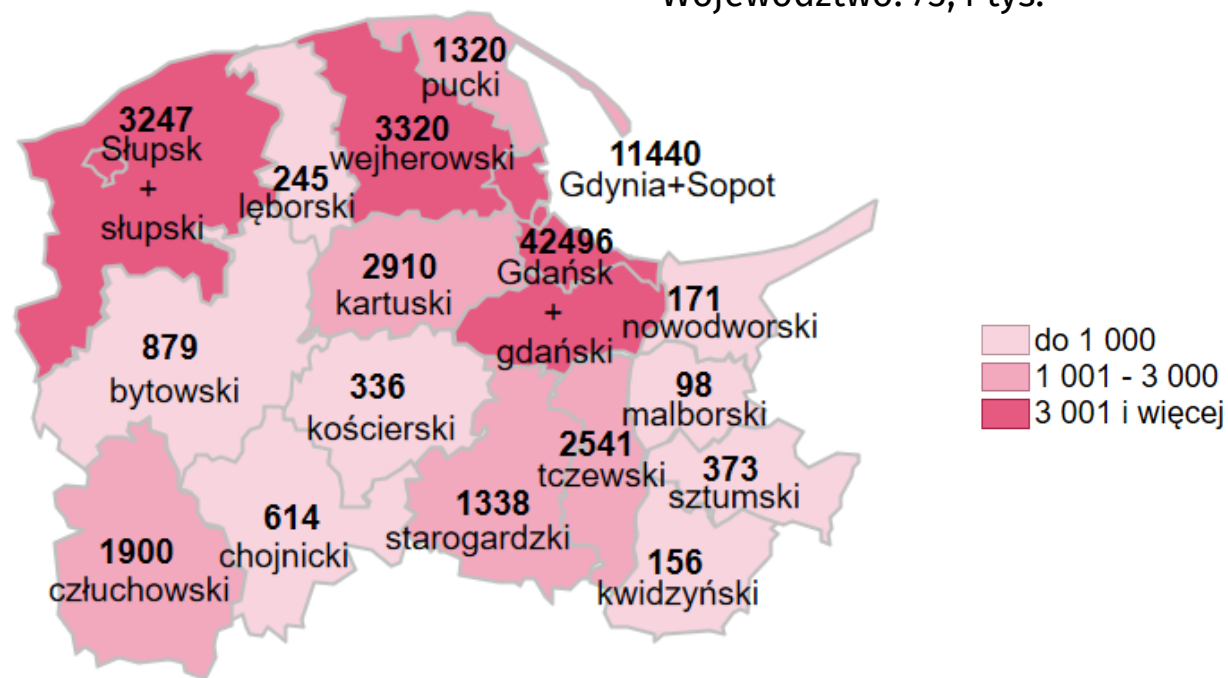 1320
pucki
3247
Słupsk
+
słupski
3320
wejherowski
11440
Gdynia+Sopot
245
lęborski
42496
Gdańsk
+
gdański
2910
kartuski
171
nowodworski
879
bytowski
336
kościerski
98
malborski
2541
tczewski
373
sztumski
1338
starogardzki
614
chojnicki
1900
człuchowski
156
kwidzyński
do 1 000
1 001 - 3 000
3 001 i więcej